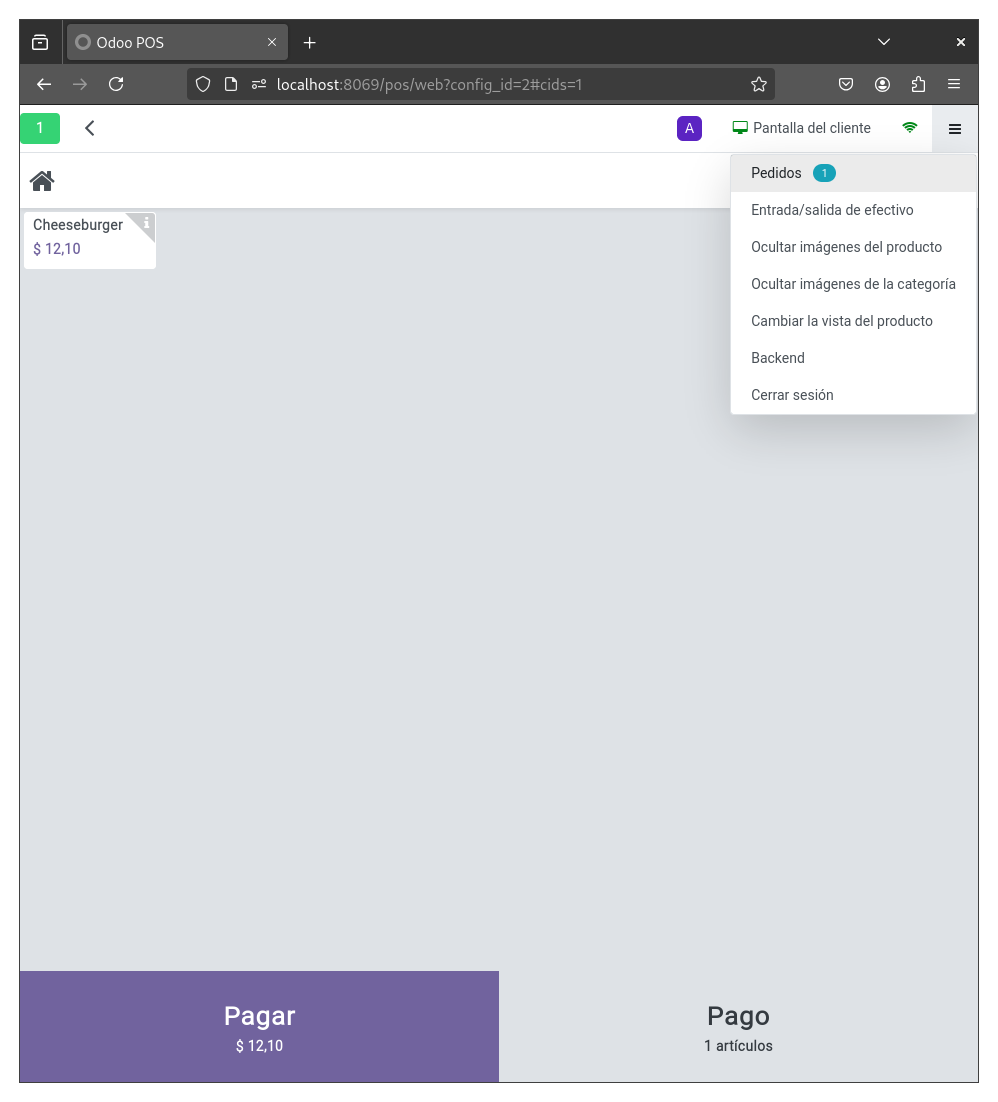 Odoo POS
localhost:8069/pos/web?config_id=2#cids=1
1
A
Pantalla del cliente
Pedidos 1
Entrada/salida de efectivo
Ocultar imágenes del producto
Ocultar imágenes de la categoría
Cambiar la vista del producto
Backend
Cerrar sesión
Cheeseburger
$ 12,10
Pagar
$ 12,10
Pago
1 artículos